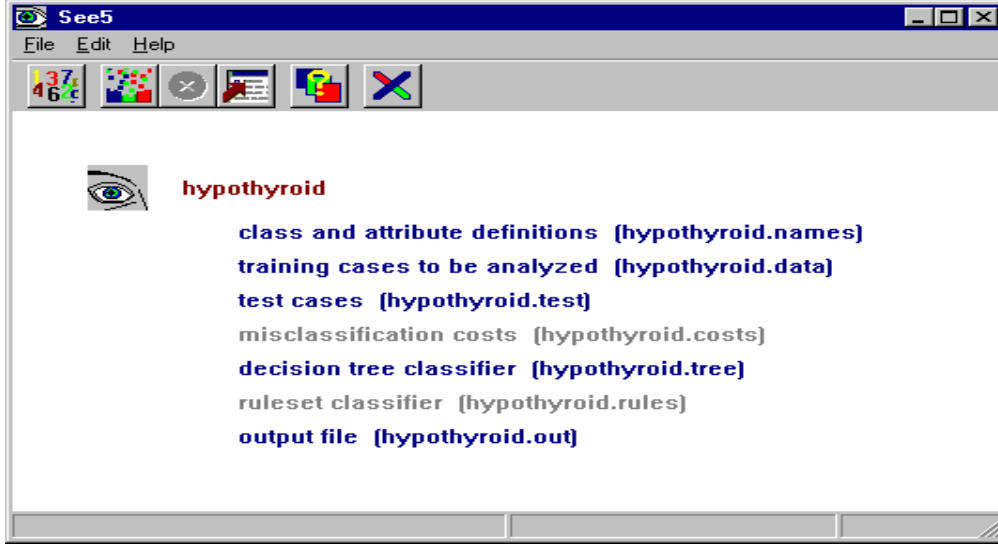 See5
File Edit Help
hypothyroid
class and attribute definitions (hypothyroid.names)
training cases to be analyzed (hypothyroid.data)
test cases (hypothyroid.test)
misclassification costs (hypothyroid.costs)
decision tree classifier (hypothyroid.tree)
ruleset classifier (hypothyroid.rules)
output file (hypothyroid.out)